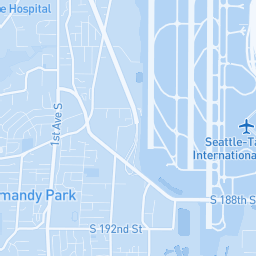 e Hospital
1st Ave S
Seattle-Ta
International
mandy Park
S 188th S
S 192nd St